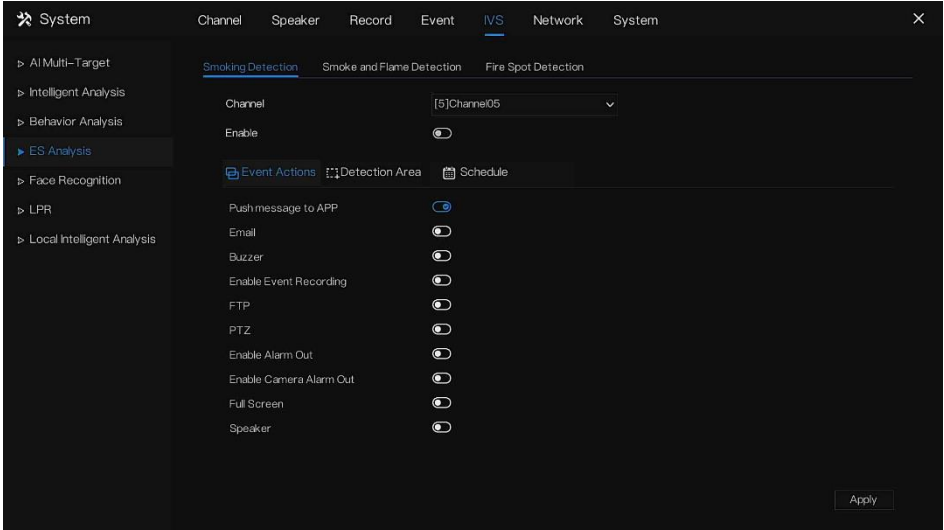 System
Channel Speaker Record Event IVS Network System
AI Multi-Target
Intelligent Analysis
Behavior Analysis
ES Analysis
Face Recognition
LPR
Local Intelligent Analysis
Smoking Detection Smoke and Flame Detection Fire Spot Detection
Channel [5]Channel05
Enable
Event Actions Detection Area Schedule
Push message to APP
Email
Buzzer
Enable Event Recording
FTP
PTZ
Enable Alarm Out
Enable Camera Alarm Out
Full Screen
Speaker
Apply